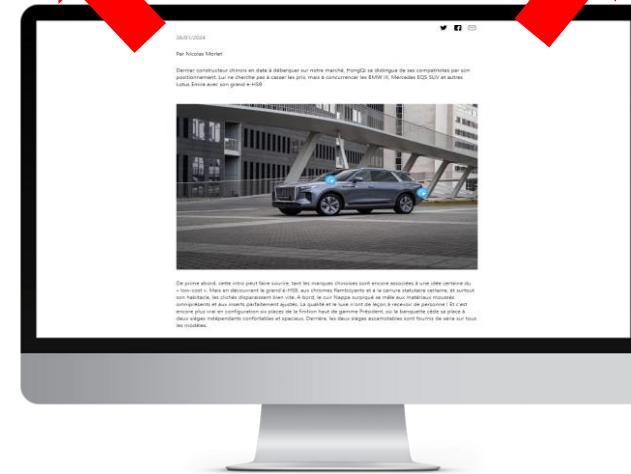 26/01/2024
Par Nicolas Morlet
Dernier constructeur chinois en date à débarquer sur notre marché, HongQi se distingue de ses compatriotes par son
positionnement. Lui ne cherche pas à casser les prix, mais à concurrencer les BMW iX, Mercedes EQS SUV et autres
Lotus Emira avec son grand e-HS9.
De prime abord, cette intro peut faire sourire, tant les marques chinoises sont encore associées à une idée certaine du
« low-cost ». Mais en découvrant le grand e-HS9, aux chromes flamboyants et à la carrure statutaire certaine, et surtout
son habitacle, les clichés disparaissent bien vite. A bord, le cuir Nappa surpiqué se mêle aux matériaux moussés
omniprésents et aux inserts parfaitement ajustés. La qualité et le luxe n'ont de leçon à recevoir de personne ! Et c'est
encore plus vrai en configuration six places de la finition haut de gamme Président, où la banquette cède sa place à
deux sièges indépendants confortables et spacieux. Derrière, les deux sièges escamotables sont fournis de série sur tous
les modèles.